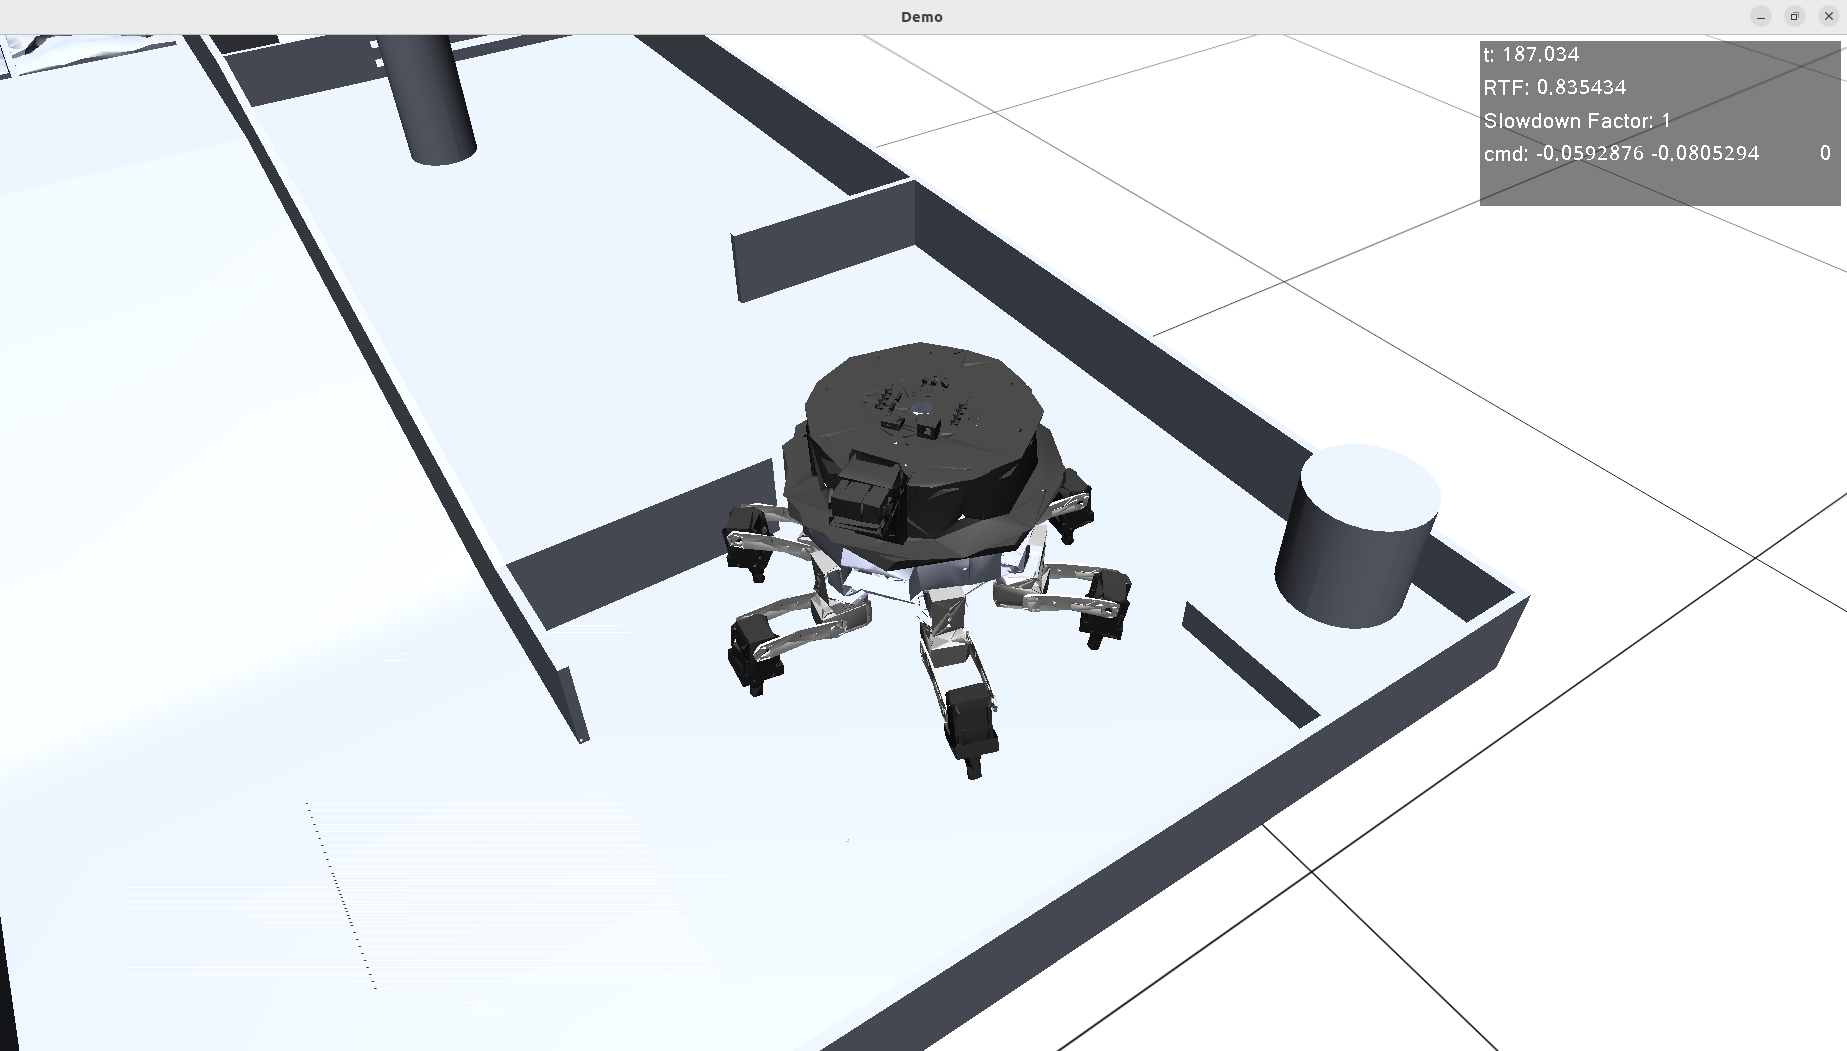 Demo
t: 187.034
RTF: 0.835434
Slowdown Factor: 1
cmd: -0.0592876 -0.0805294 0